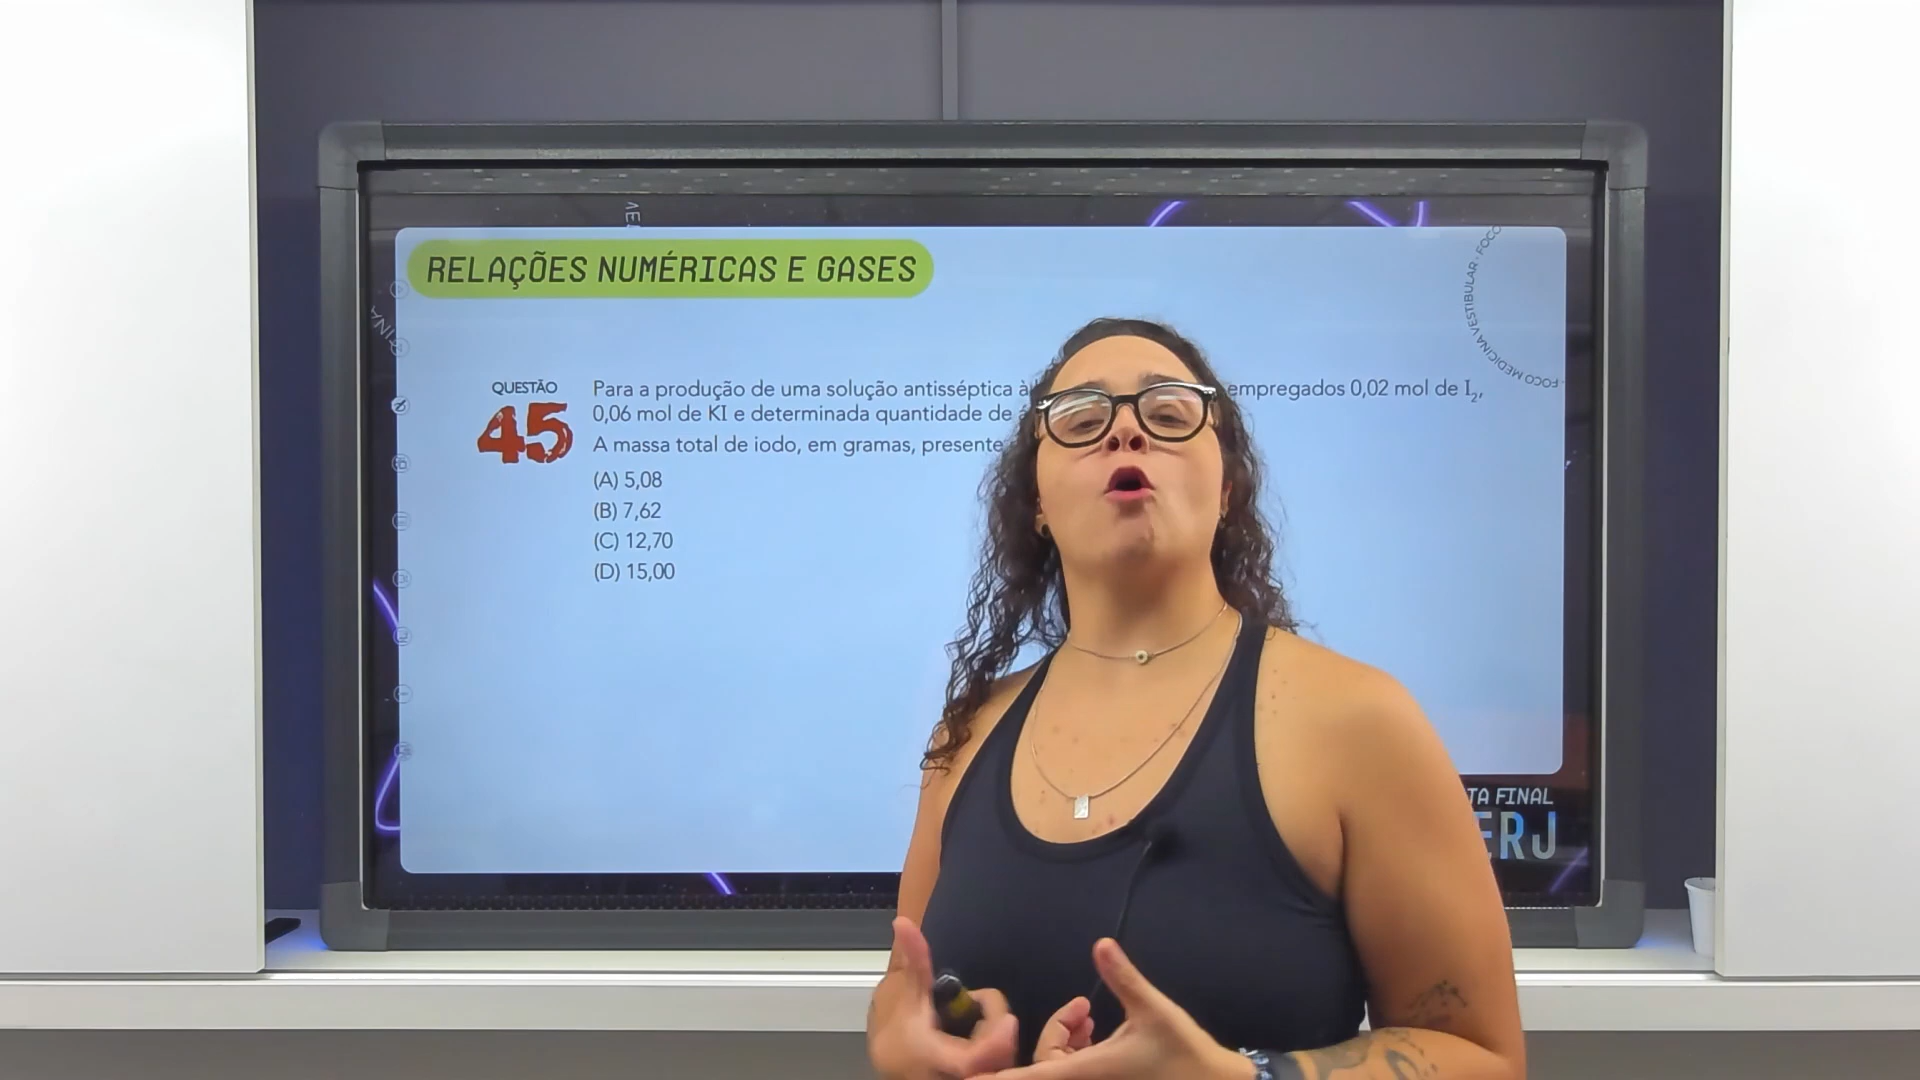 RELAÇÕES NUMÉRICAS E GASES
FOCO MEDICINA VESTIBULAR · FOCO
QUESTÃO
45
Para a produção de uma solução antisséptica empregados 0,02 mol de I₂,
0,06 mol de KI e determinada quantidade de
A massa total de iodo, em gramas, presente
(A) 5,08
(B) 7,62
(C) 12,70
(D) 15,00
FINAL